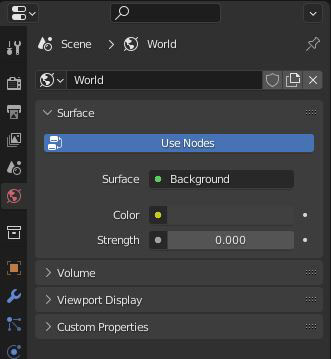 Scene > World
World
Surface
Use Nodes
Surface Background
Color
Strength 0.000
Volume
Viewport Display
Custom Properties